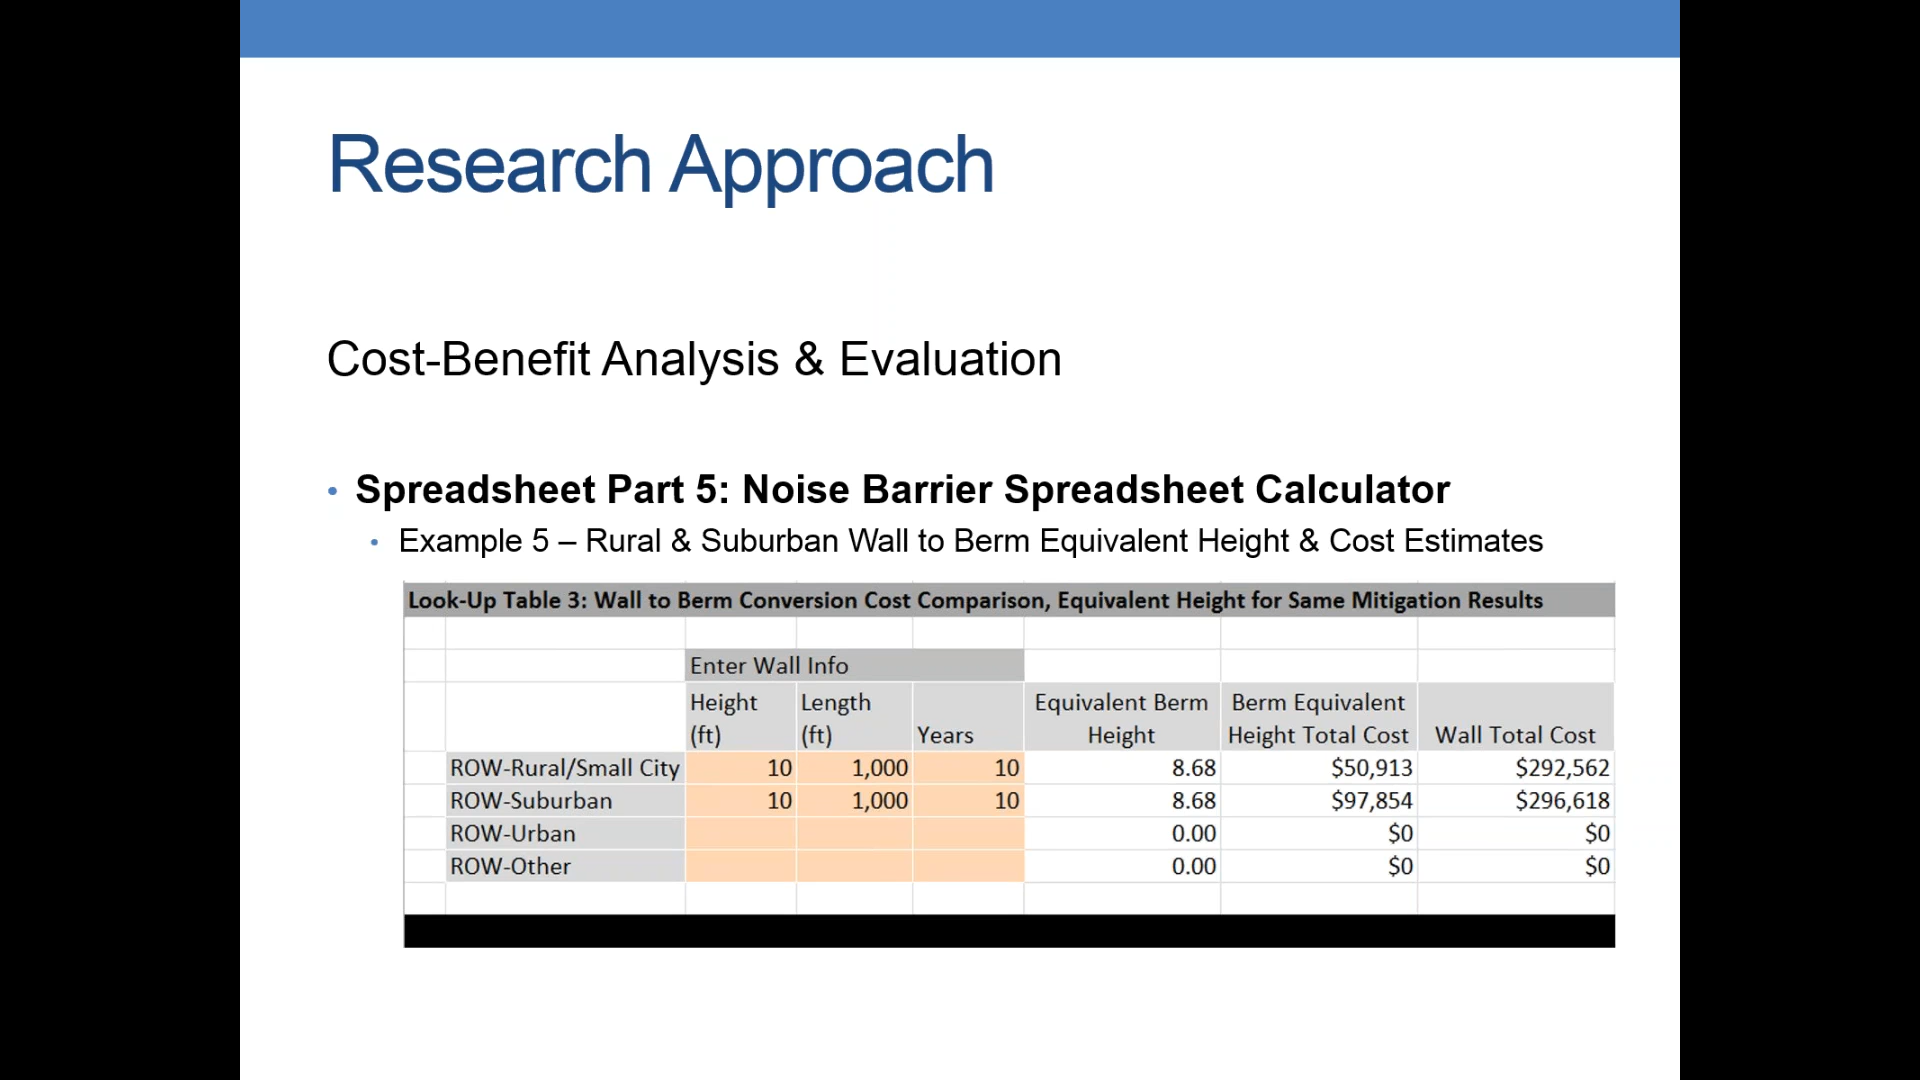 Research Approach
Cost-Benefit Analysis & Evaluation
• Spreadsheet Part 5: Noise Barrier Spreadsheet Calculator
• Example 5 – Rural & Suburban Wall to Berm Equivalent Height & Cost Estimates
Look-Up Table 3: Wall to Berm Conversion Cost Comparison, Equivalent Height for Same Mitigation Results
Enter Wall Info
Height (ft) Length (ft) Years Equivalent Berm Height Berm Equivalent Height Total Cost Wall Total Cost
ROW-Rural/Small City 10 1,000 10 8.68 $50,913 $292,562
ROW-Suburban 10 1,000 10 8.68 $97,854 $296,618
ROW-Urban 0.00 $0 $0
ROW-Other 0.00 $0 $0